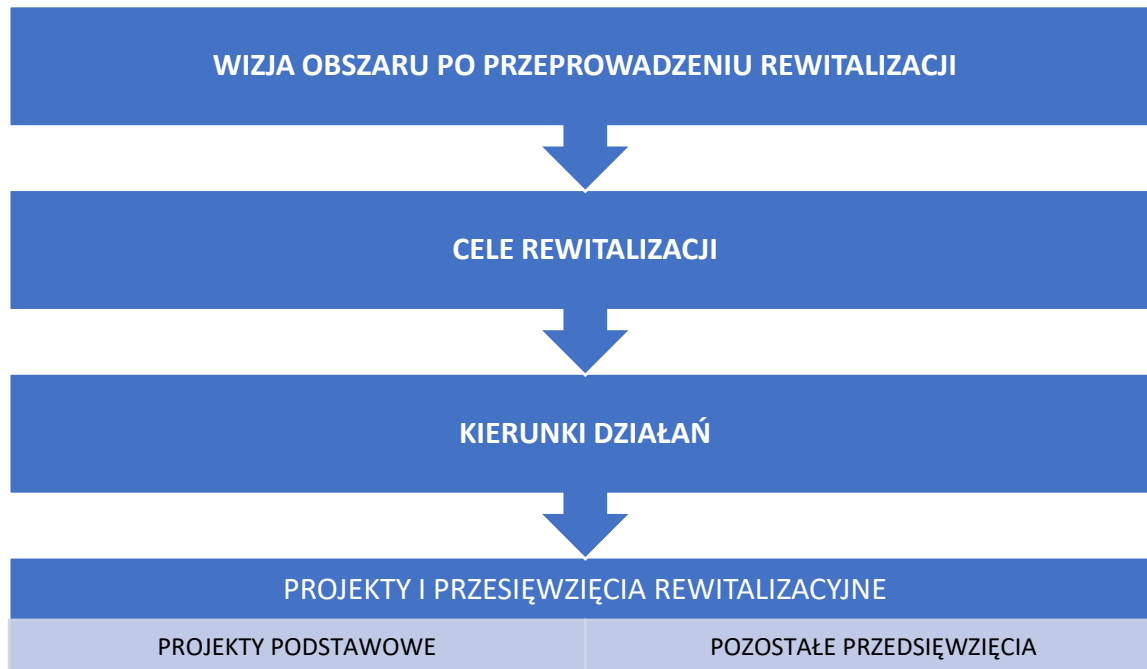 WIZJA OBSZARU PO PRZEPROWADZENIU REWITALIZACJI
CELE REWITALIZACJI
KIERUNKI DZIAŁAŃ
PROJEKTY I PRZESIĘWZIĘCIA REWITALIZACYJNE
PROJEKTY PODSTAWOWE
POZOSTAŁE PRZEDSIĘWZIĘCIA